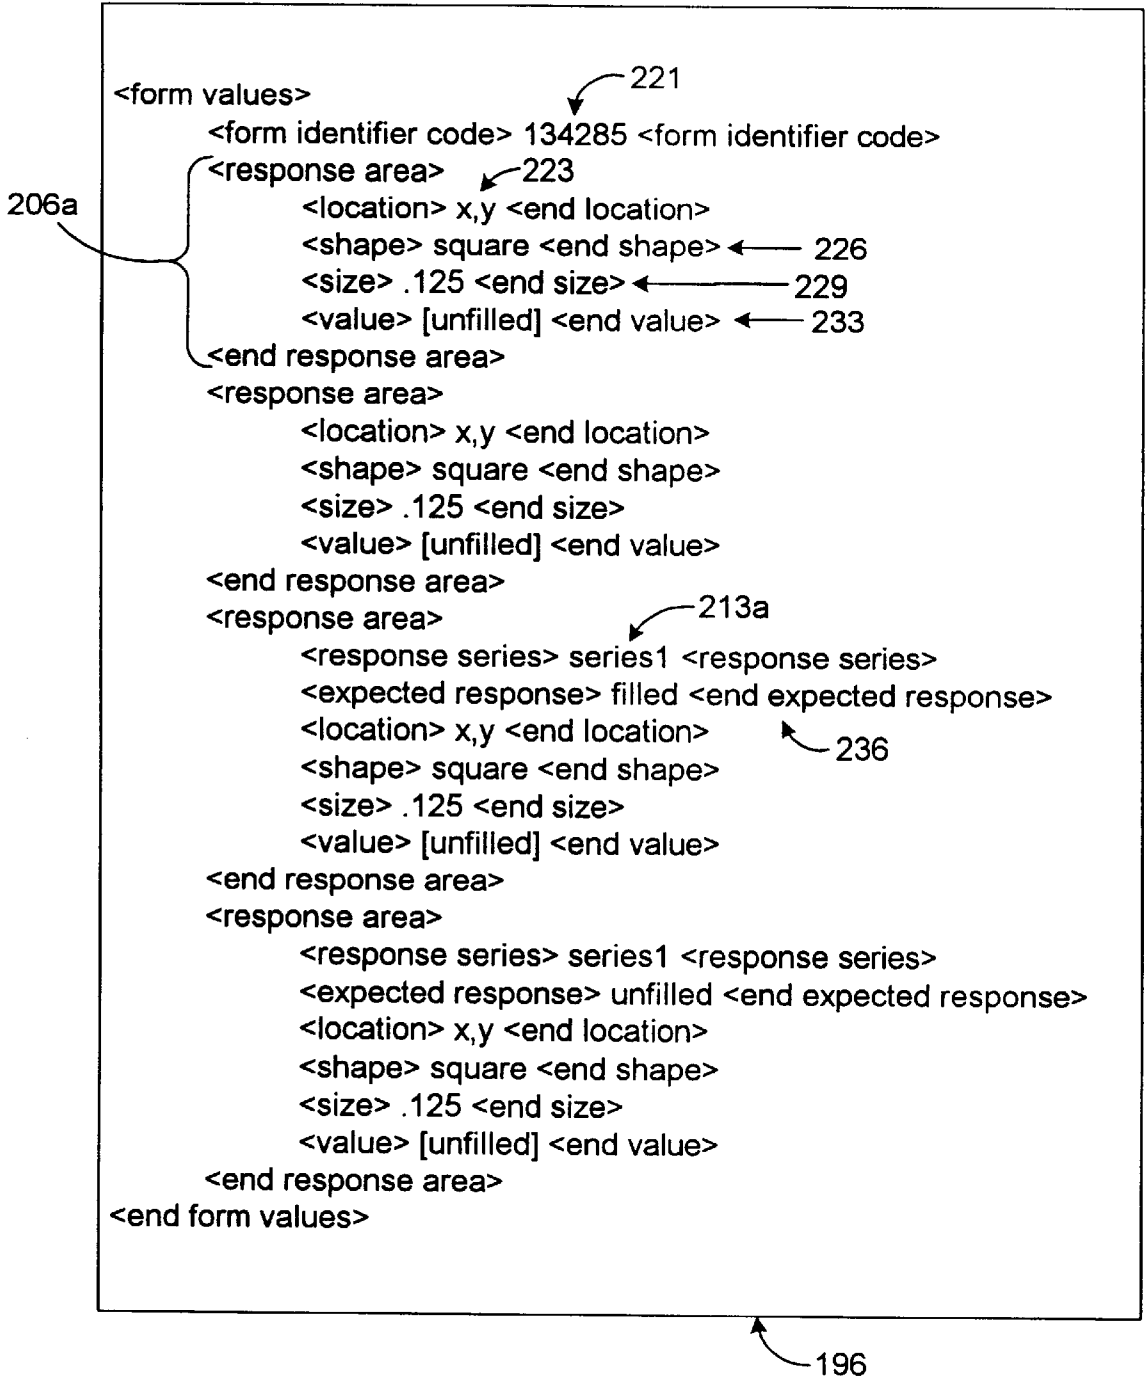 221
<form values>
<form identifier code> 134285 <form identifier code>
<response area> 223
206a
<location> x,y <end location>
<shape> square <end shape> 226
<size> .125 <end size> 229
<value> [unfilled] <end value> 233
<end response area>
<response area>
<location> x,y <end location>
<shape> square <end shape>
<size> .125 <end size>
<value> [unfilled] <end value>
<end response area>
<response area>
213a
<response series> series1 <response series>
<expected response> filled <end expected response>
<location> x,y <end location>
236
<shape> square <end shape>
<size> .125 <end size>
<value> [unfilled] <end value>
<end response area>
<response area>
<response series> series1 <response series>
<expected response> unfilled <end expected response>
<location> x,y <end location>
<shape> square <end shape>
<size> .125 <end size>
<value> [unfilled] <end value>
<end response area>
<end form values>
196